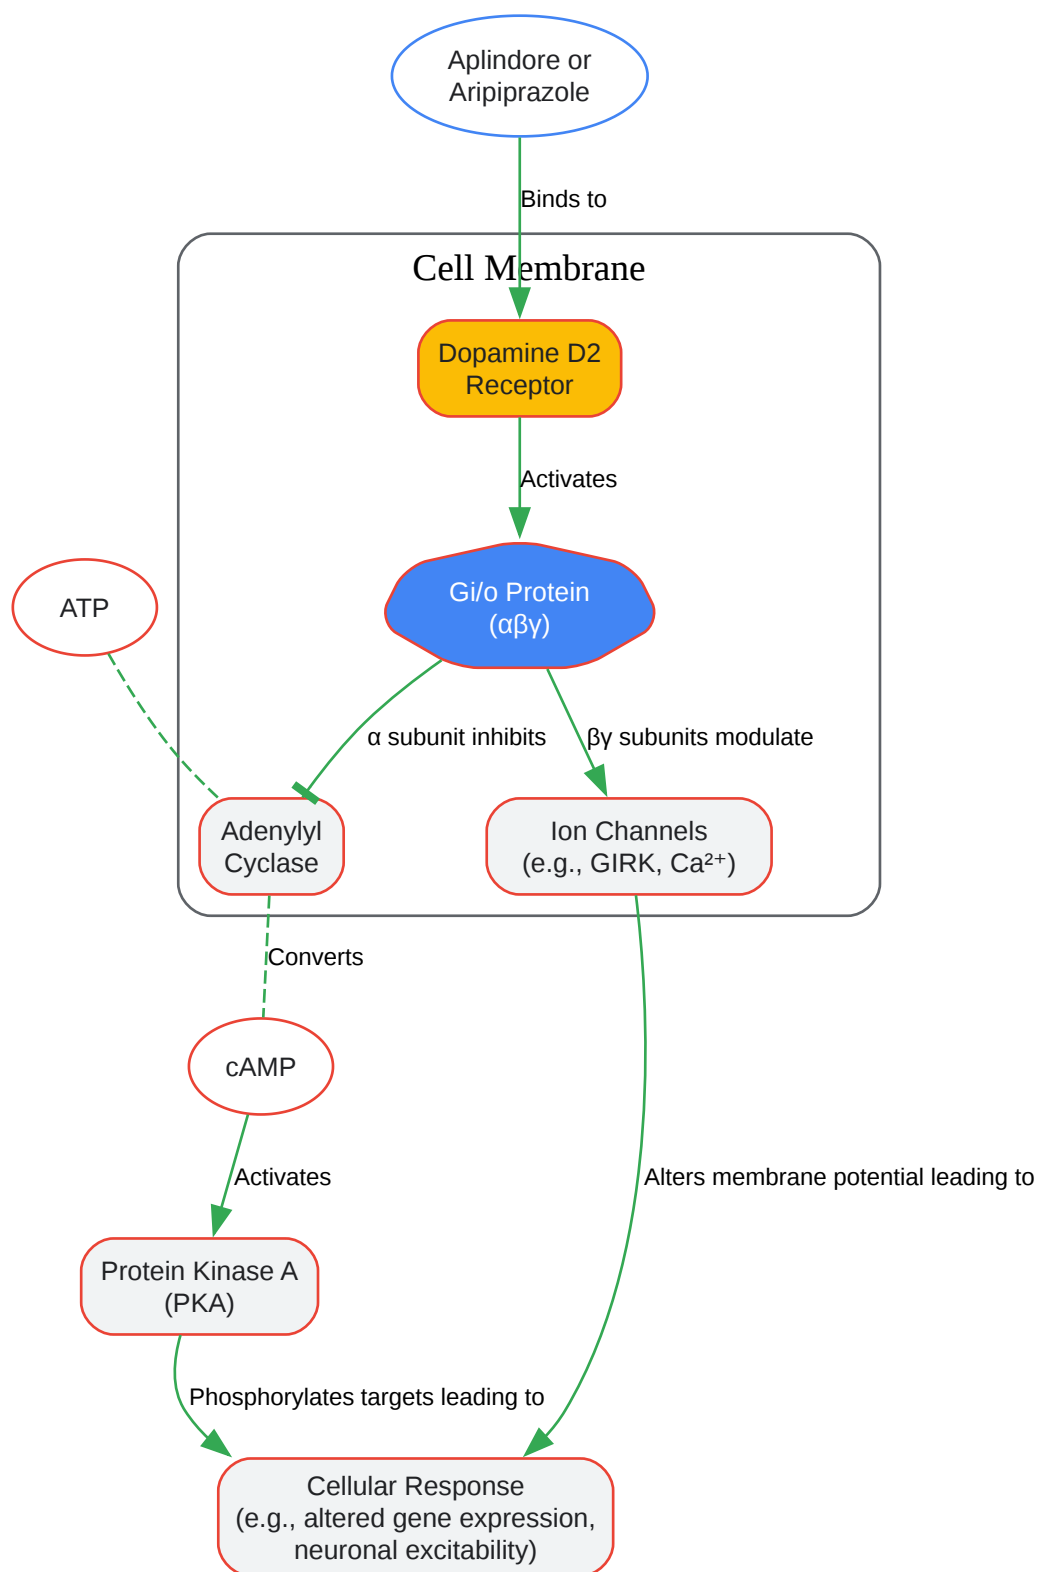 Aplindore or
Aripiprazole
Binds to
Cell Membrane
Dopamine D2
Receptor
Activates
Gi/o Protein
(αβγ)
ATP
α subunit inhibits
βγ subunits modulate
Adenylyl
Cyclase
Ion Channels
(e.g., GIRK, Ca²⁺)
Converts
cAMP
Activates
Alters membrane potential leading to
Protein Kinase A
(PKA)
Phosphorylates targets leading to
Cellular Response
(e.g., altered gene expression,
neuronal excitability)